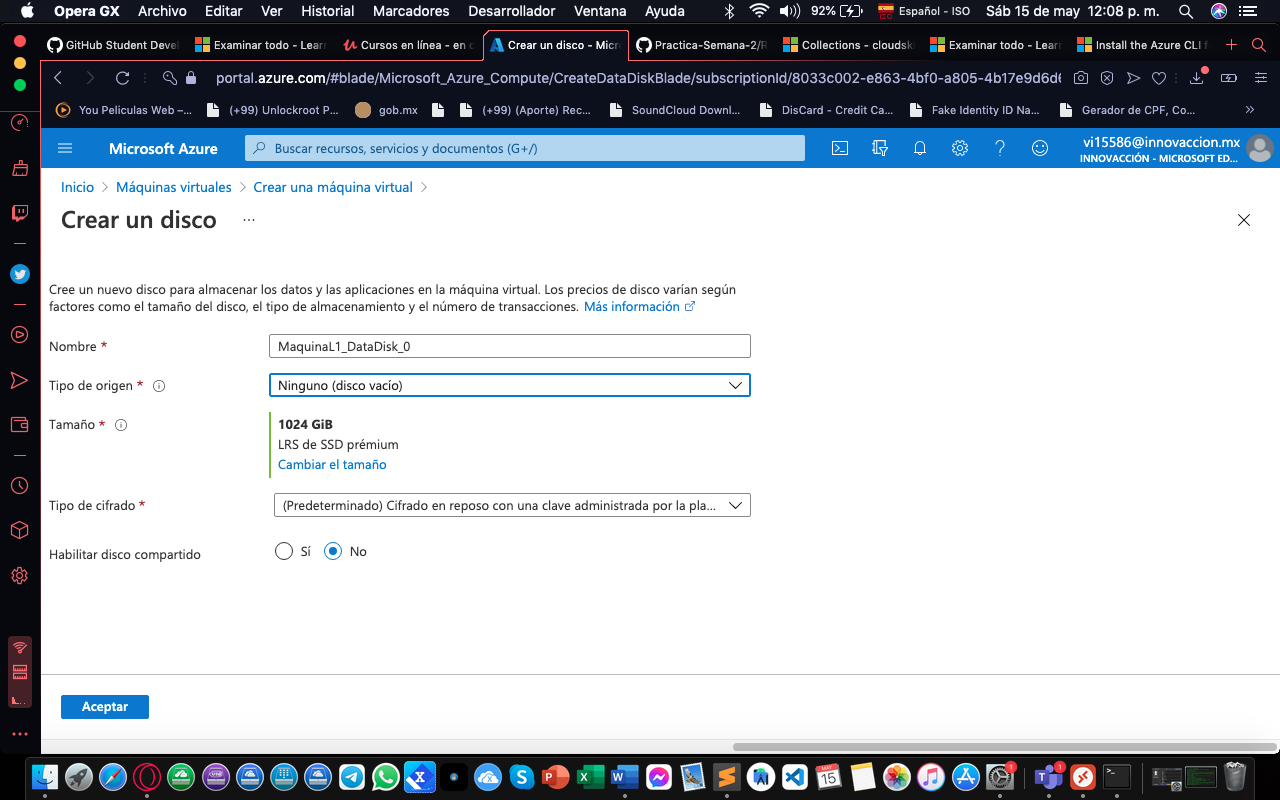 Opera GX Archivo Editar Ver Historial Marcadores Desarrollador Ventana Ayuda 92% Español - ISO Sáb 15 de may 12:08 p. m.
GitHub Student Devel Examinar todo - Learn Cursos en línea - en c Crear un disco - Micro Practica-Semana-2/R Collections - cloudski Examinar todo - Learn Install the Azure CLI f
portal.azure.com/#blade/Microsoft_Azure_Compute/CreateDataDiskBlade/subscriptionId/8033c002-e863-4bf0-a805-4b17e9d6d6
You Peliculas Web –... (+99) Unlockroot P... gob.mx (+99) (Aporte) Rec... SoundCloud Downl... DisCard - Credit Ca... Fake Identity ID Na... Gerador de CPF, Co... »
Microsoft Azure Buscar recursos, servicios y documentos (G+/) vi15586@innovaccion.mx
INNOVACCIÓN - MICROSOFT ED...
Inicio > Máquinas virtuales > Crear una máquina virtual >
Crear un disco ...
Cree un nuevo disco para almacenar los datos y las aplicaciones en la máquina virtual. Los precios de disco varían según
factores como el tamaño del disco, el tipo de almacenamiento y el número de transacciones. Más información
Nombre * MaquinaL1_DataDisk_0
Tipo de origen * Ninguno (disco vacío)
Tamaño * 1024 GiB
LRS de SSD prémium
Cambiar el tamaño
Tipo de cifrado * (Predeterminado) Cifrado en reposo con una clave administrada por la pla...
Habilitar disco compartido Sí No
Aceptar
MAY 15 1 1